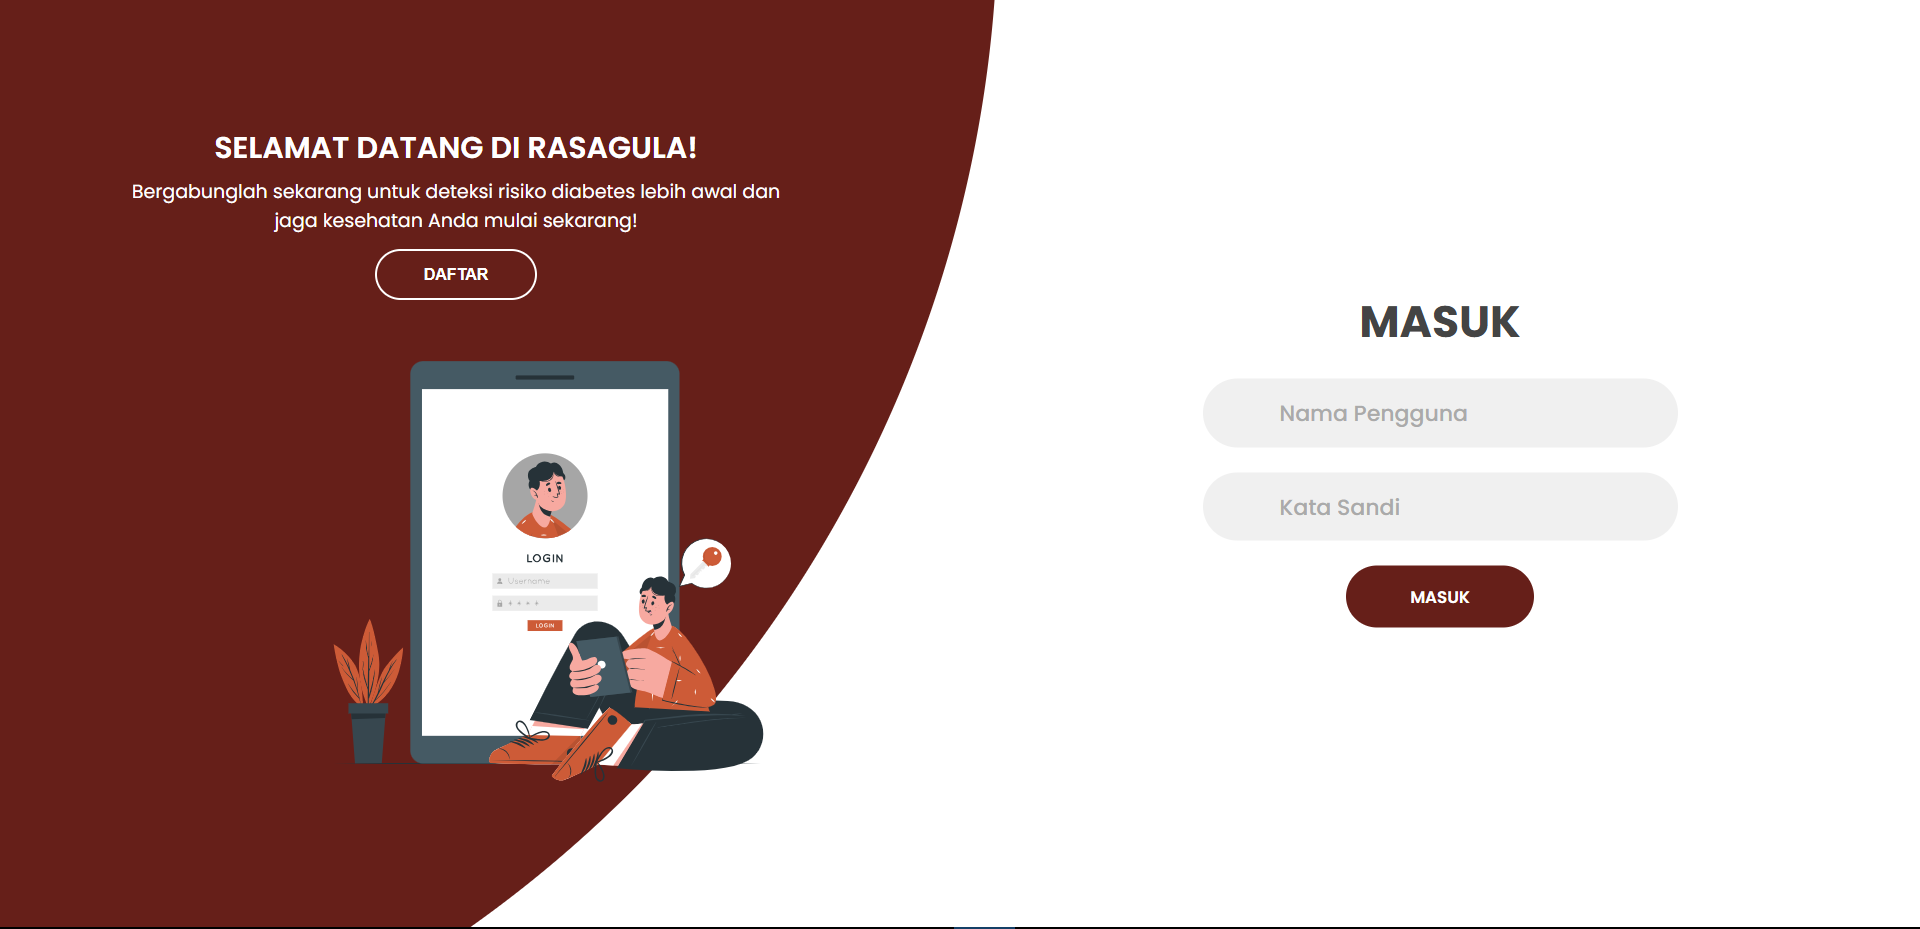 SELAMAT DATANG DI RASAGULA!
Bergabunglah sekarang untuk deteksi risiko diabetes lebih awal dan
jaga kesehatan Anda mulai sekarang!
DAFTAR
LOGIN
Username
LOGIN
MASUK
Nama Pengguna
Kata Sandi
MASUK